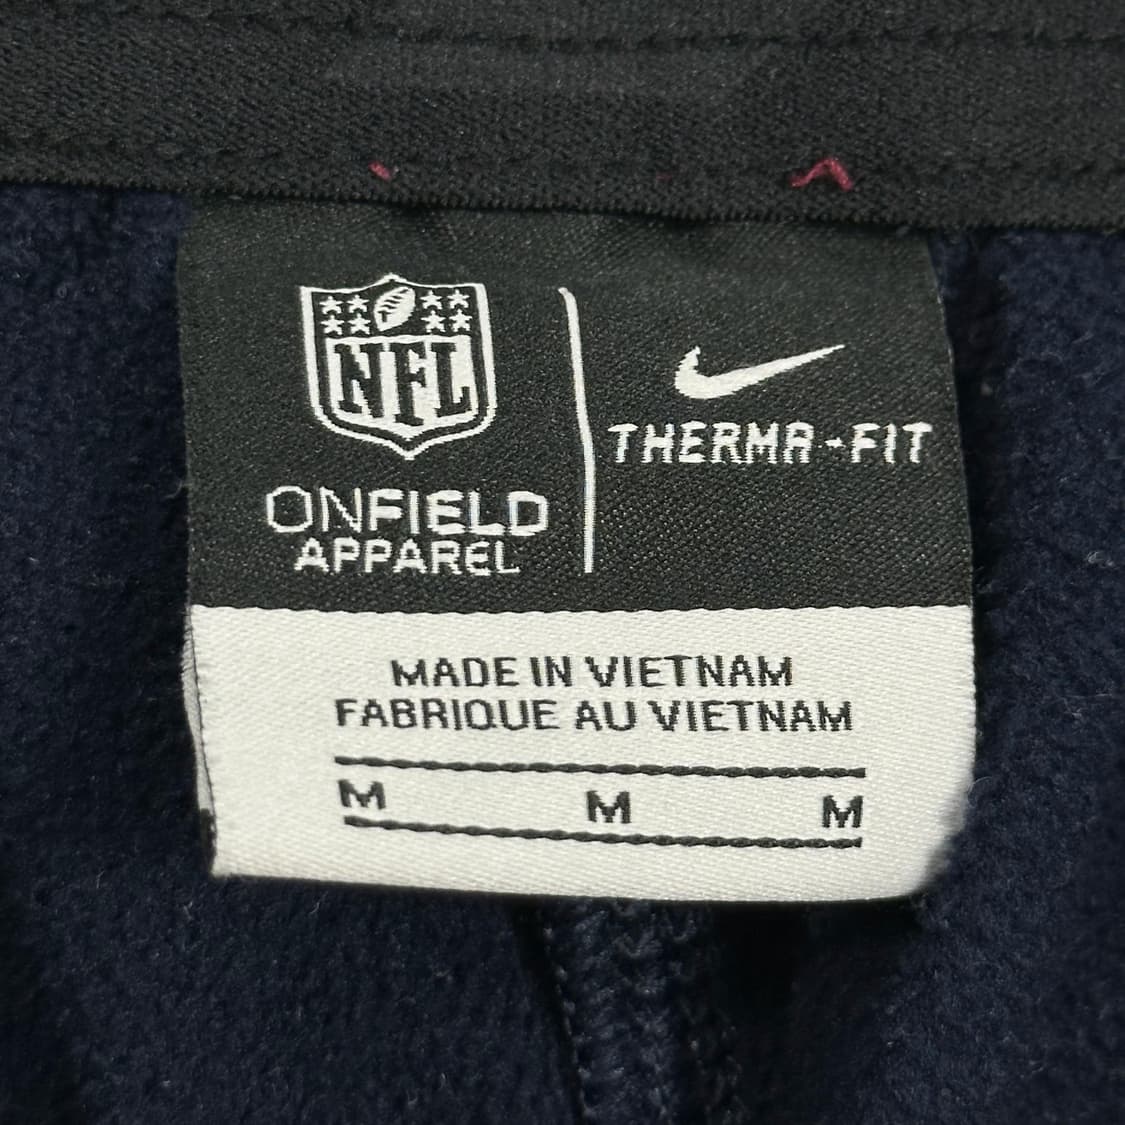 NFL
ONFIELD
APPAREL
THERMA-FIT
MADE IN VIETNAM
FABRIQUE AU VIETNAM
M M M